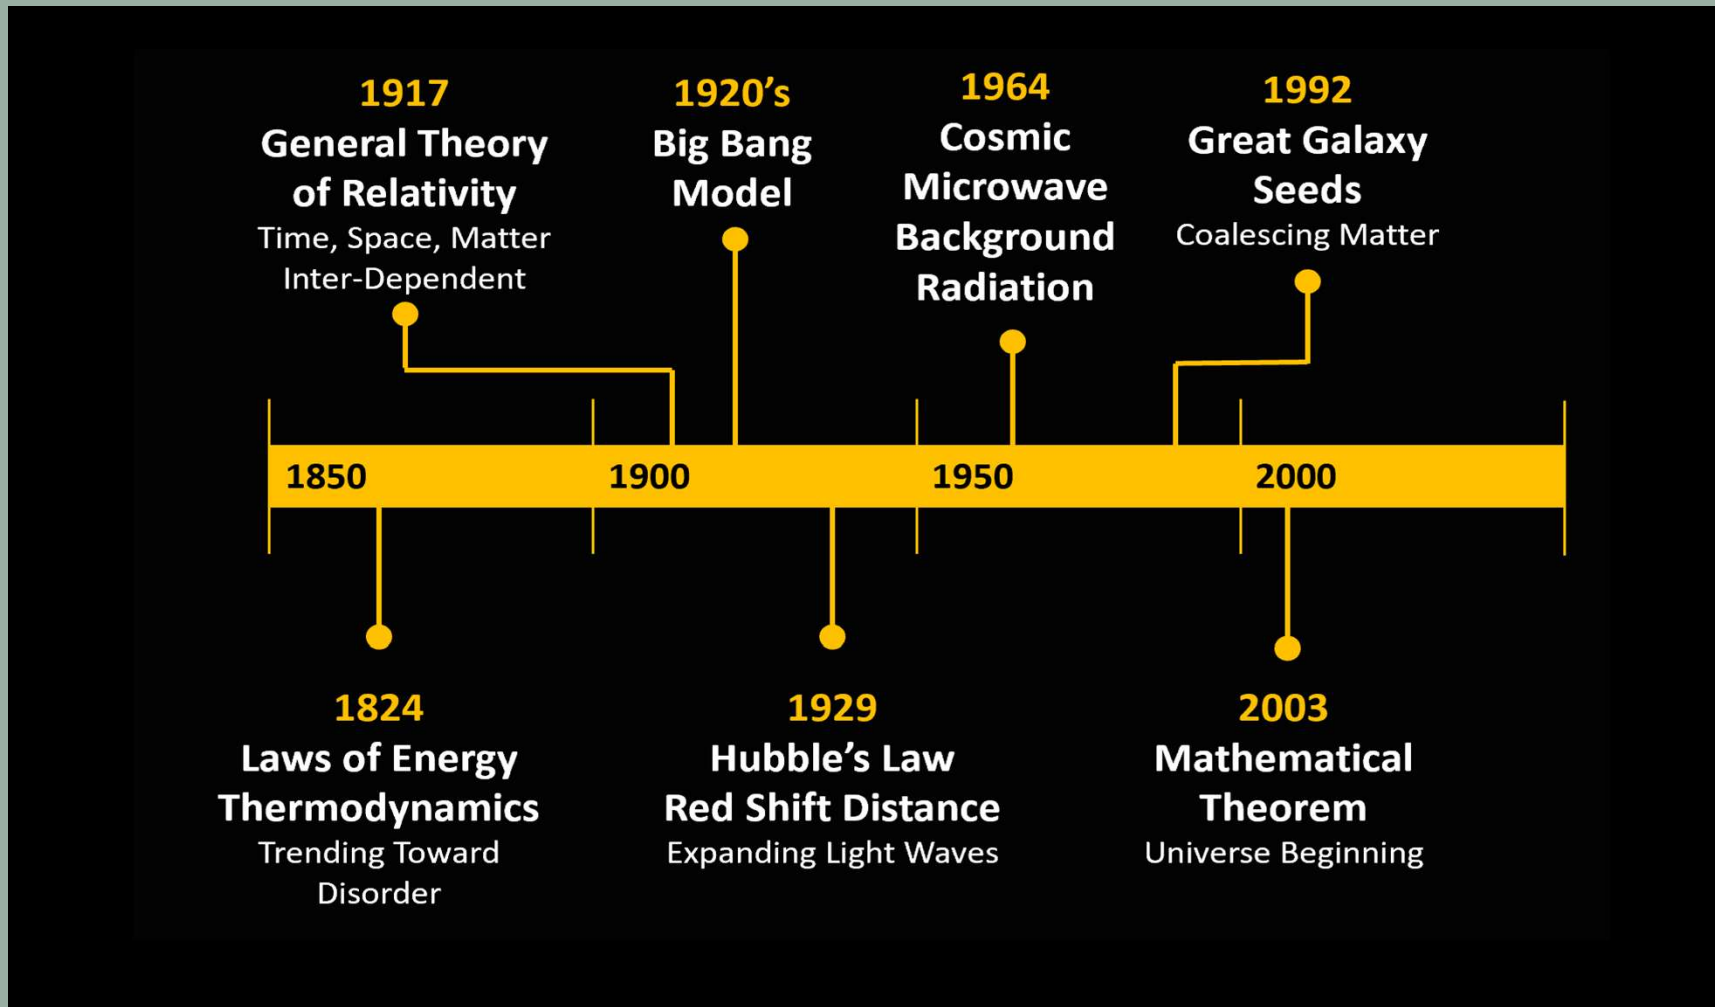 1917
General Theory
of Relativity
Time, Space, Matter
Inter-Dependent
1920’s
Big Bang
Model
1964
Cosmic
Microwave
Background
Radiation
1992
Great Galaxy
Seeds
Coalescing Matter
1850
1900
1950
2000
1824
Laws of Energy
Thermodynamics
Trending Toward
Disorder
1929
Hubble’s Law
Red Shift Distance
Expanding Light Waves
2003
Mathematical
Theorem
Universe Beginning